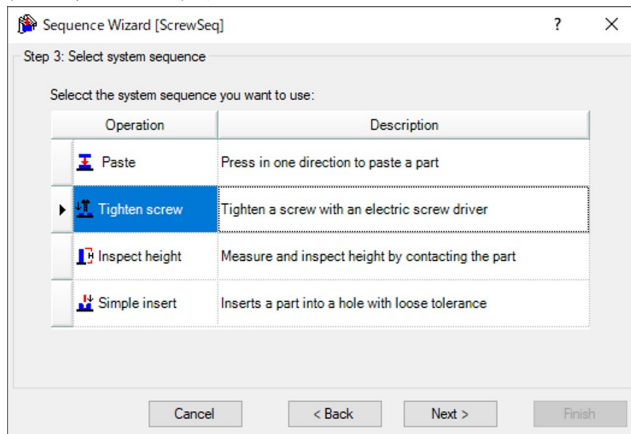 Sequence Wizard [ScrewSeq]
Step 3: Select system sequence
Selecct the system sequence you want to use:
Operation Description
Paste Press in one direction to paste a part
Tighten screw Tighten a screw with an electric screw driver
Inspect height Measure and inspect height by contacting the part
Simple insert Inserts a part into a hole with loose tolerance
Cancel < Back Next > Finish